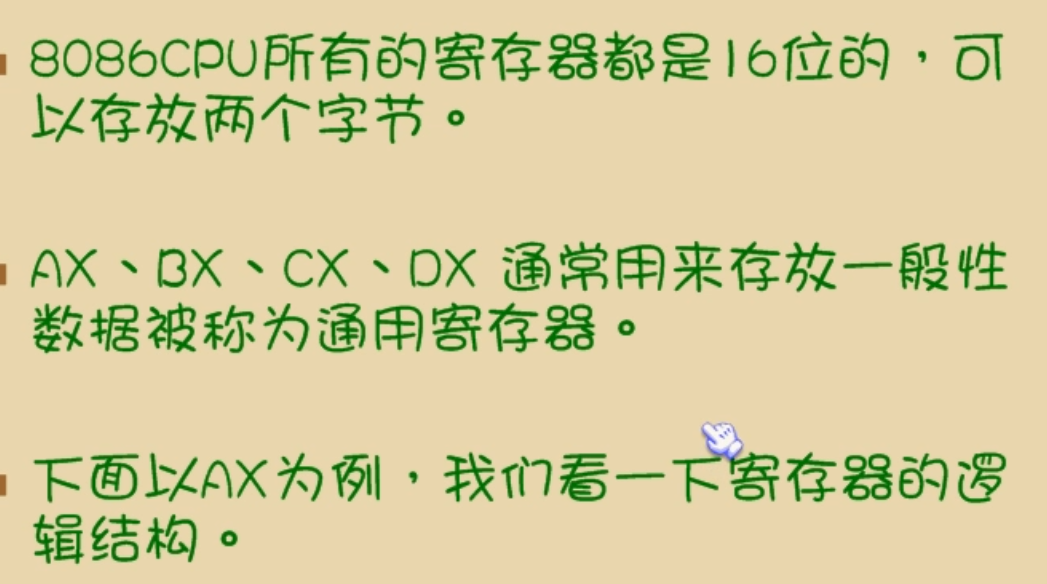 8086CPU所有的寄存器都是16位的，可
以存放两个字节。
AX、BX、CX、DX 通常用来存放一般性
数据被称为通用寄存器。
下面以AX为例，我们看一下寄存器的逻
辑结构。